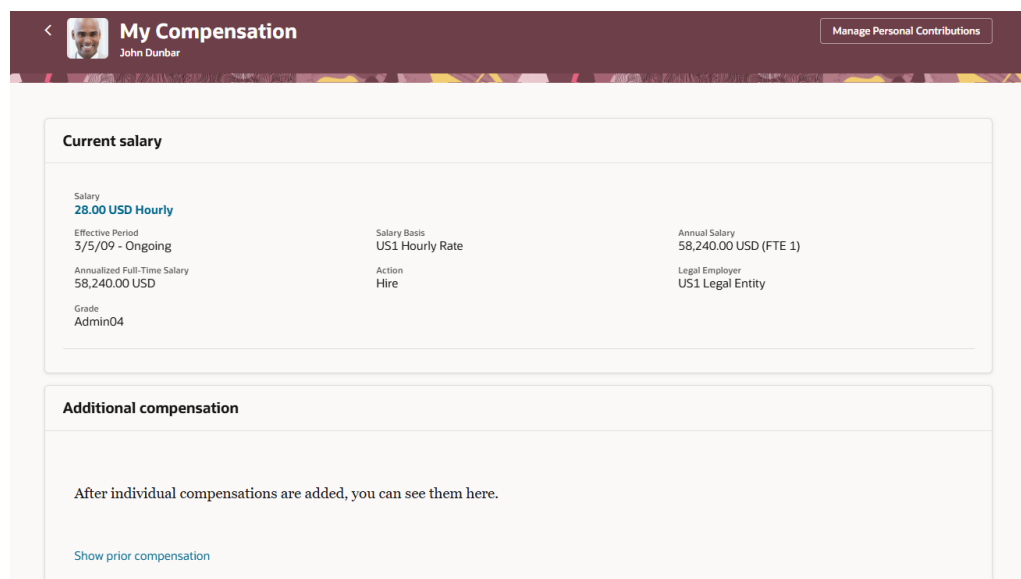 My Compensation
John Dunbar
Manage Personal Contributions
Current salary
Salary
28.00 USD Hourly
Effective Period
3/5/09 - Ongoing
Salary Basis
US1 Hourly Rate
Annual Salary
58,240.00 USD (FTE 1)
Annualized Full-Time Salary
58,240.00 USD
Action
Hire
Legal Employer
US1 Legal Entity
Grade
Admin04
Additional compensation
After individual compensations are added, you can see them here.
Show prior compensation